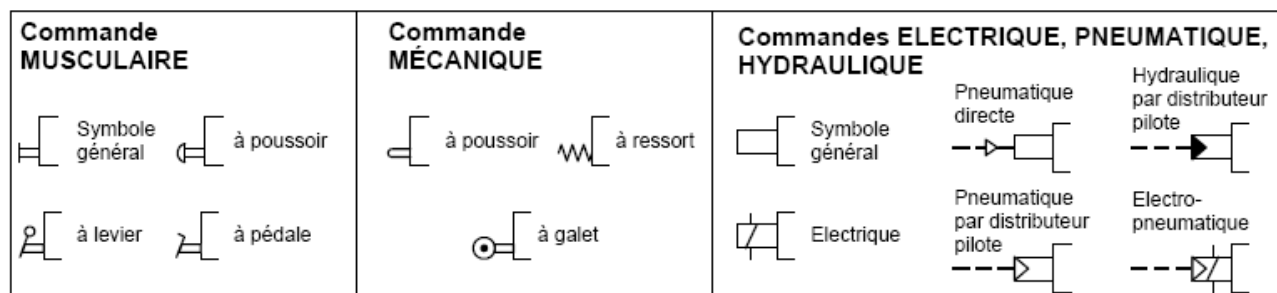 Commande
MUSCULAIRE
Symbole
général
à poussoir
à levier
à pédale
Commande
MÉCANIQUE
à poussoir
à ressort
à galet
Commandes ELECTRIQUE, PNEUMATIQUE,
HYDRAULIQUE
Symbole
général
Pneumatique
directe
Hydraulique
par distributeur
pilote
Electrique
Pneumatique
par distributeur
pilote
Electro-
pneumatique